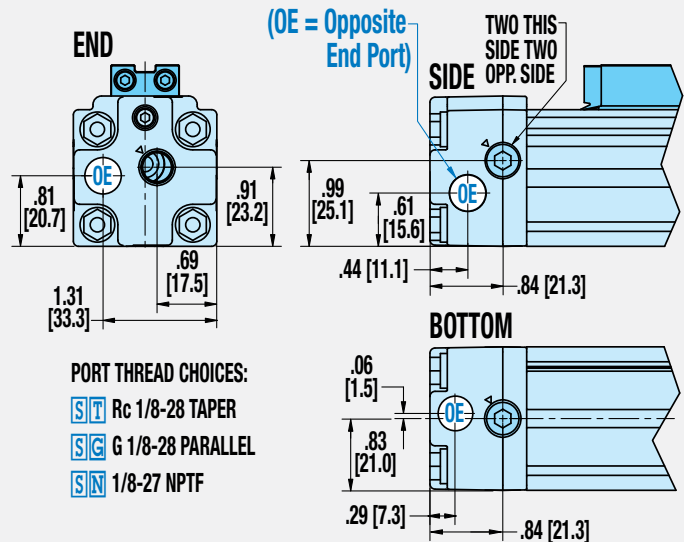 (OE = Opposite
End Port)
TWO THIS
SIDE TWO
OPP. SIDE
END
SIDE
OE
.81
[20.7]
.91
[23.2]
.69
[17.5]
1.31
[33.3]
OE
.99
[25.1]
.61
[15.6]
.44 [11.1]
.84 [21.3]
BOTTOM
PORT THREAD CHOICES:
ST Rc 1/8-28 TAPER
SG G 1/8-28 PARALLEL
SN 1/8-27 NPTF
.06
[1.5]
OE
.83
[21.0]
.29 [7.3]
.84 [21.3]